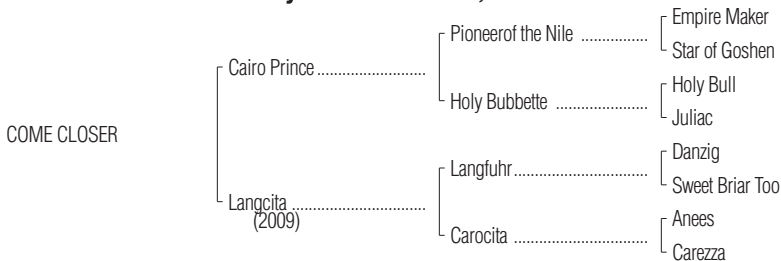 Empire Maker
Pioneerof the Nile ................
Star of Goshen
Cairo Prince ..........................
Holy Bull
Holy Bubbette ......................
Juliac
COME CLOSER
Danzig
Langfuhr................................
Sweet Briar Too
Langcita ................................
(2009)
Anees
Carocita ................................
Carezza